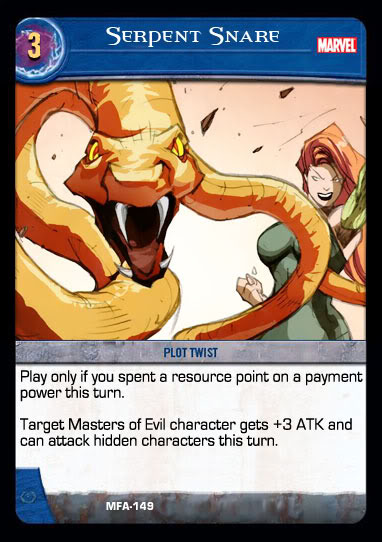 3
SERPENT SNARE
MARVEL
PLOT TWIST
Play only if you spent a resource point on a payment
power this turn.
Target Masters of Evil character gets +3 ATK and
can attack hidden characters this turn.
MFA-149